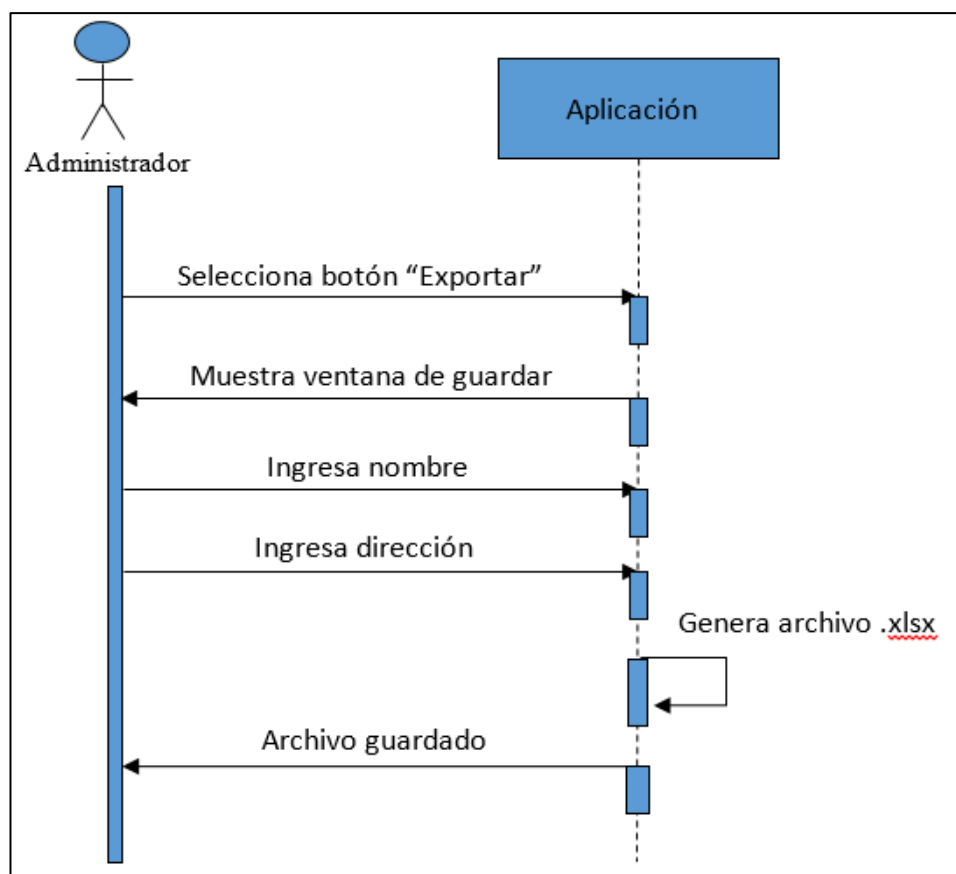 Aplicación
Administrador
Selecciona botón “Exportar”
Muestra ventana de guardar
Ingresa nombre
Ingresa dirección
Genera archivo .xlsx
Archivo guardado